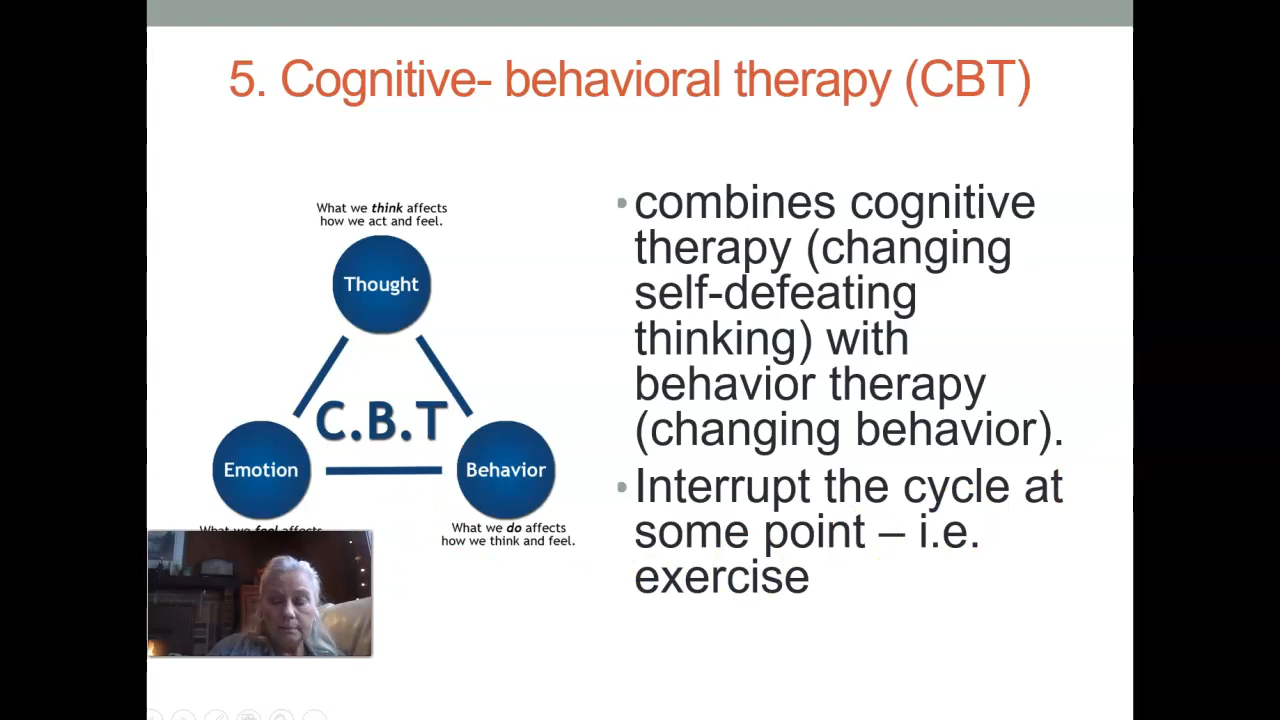 5. Cognitive- behavioral therapy (CBT)
What we think affects
how we act and feel.
Thought
C.B.T
Emotion
Behavior
What we feel affects
What we do affects
how we think and feel.
•combines cognitive
therapy (changing
self-defeating
thinking) with
behavior therapy
(changing behavior).
•Interrupt the cycle at
some point – i.e.
exercise